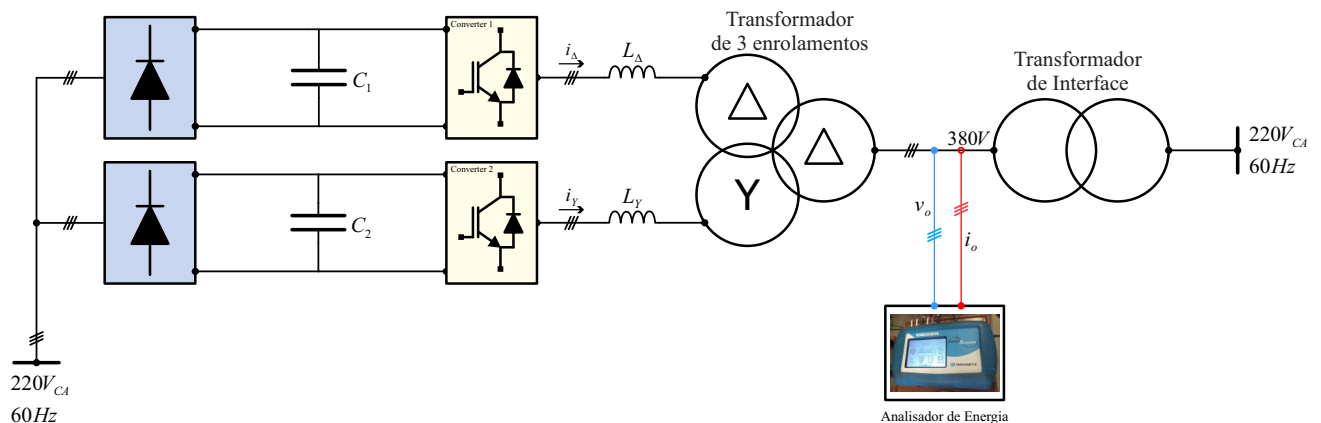 Transformador
de 3 enrolamentos
Transformador
de Interface
Converter 1
i_Δ
L_Δ
C_1
Δ
Δ
380V
220V_CA
60Hz
Converter 2
i_Y
L_Y
C_2
Y
v_o
i_o
220V_CA
60Hz
Analisador de Energia